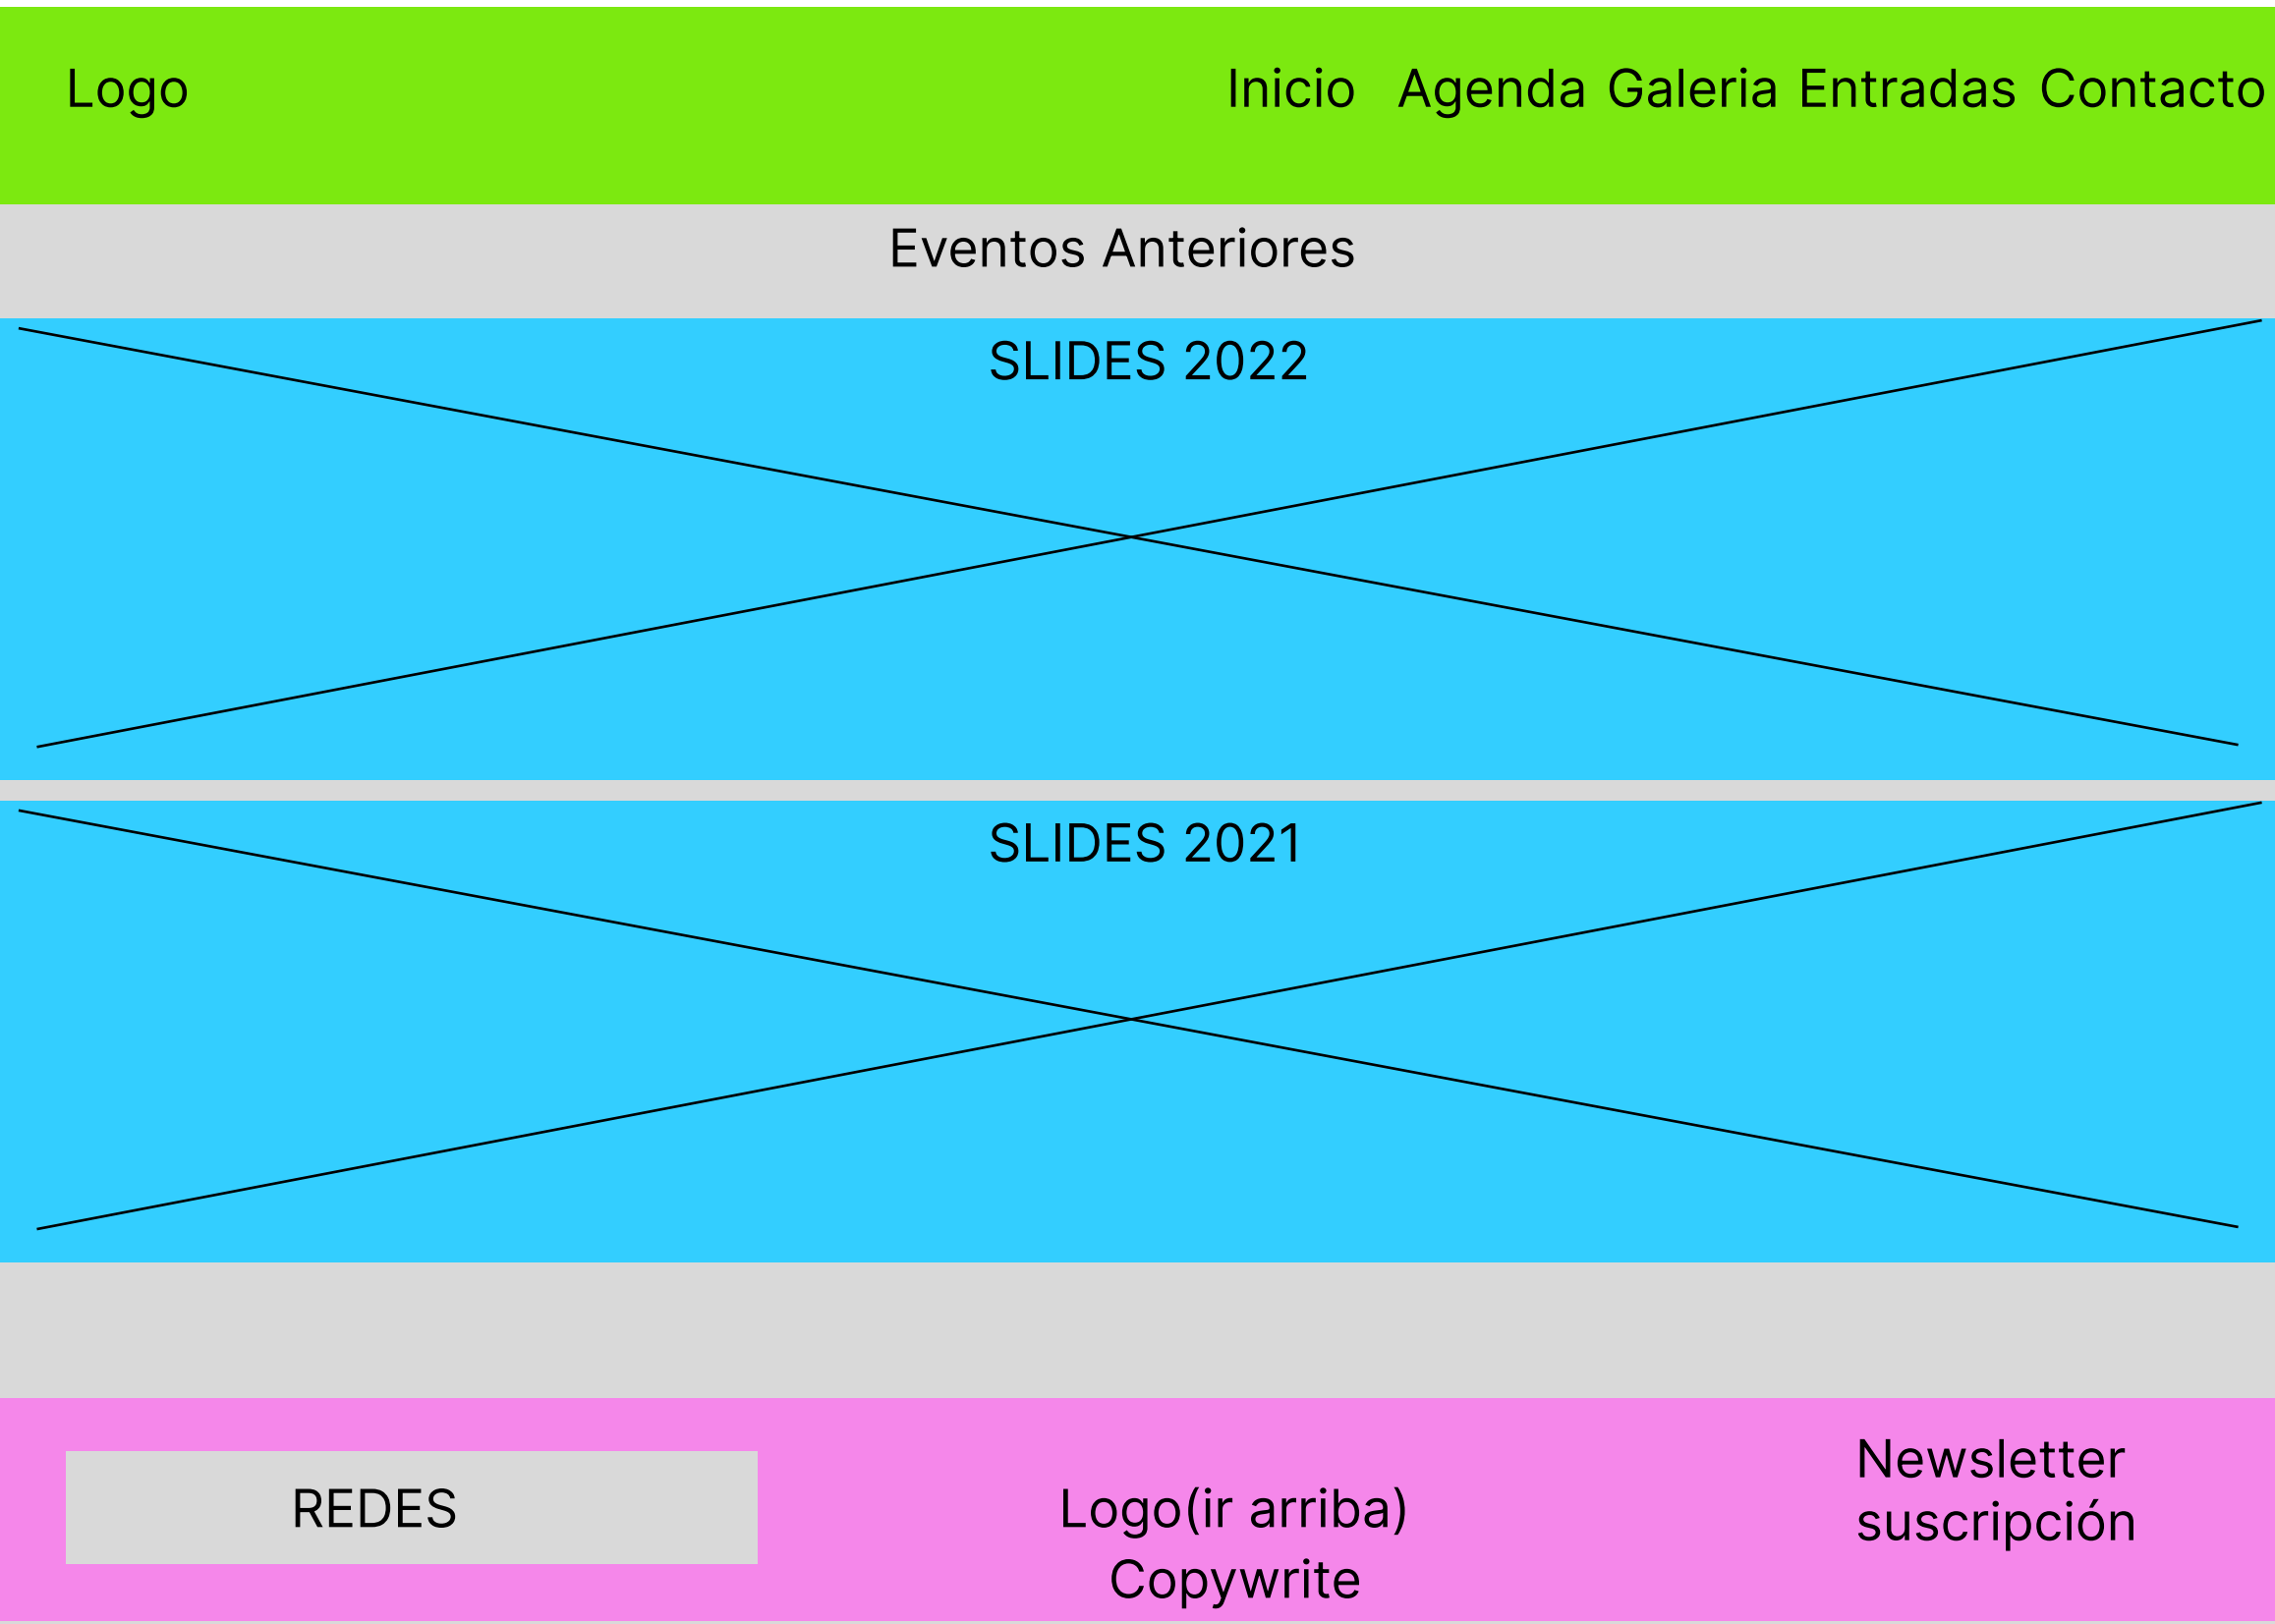 Logo Inicio Agenda Galeria Entradas Contacto
Eventos Anteriores
SLIDES 2022
SLIDES 2021
REDES
Logo(ir arriba)
Copywrite
Newsletter
suscripción